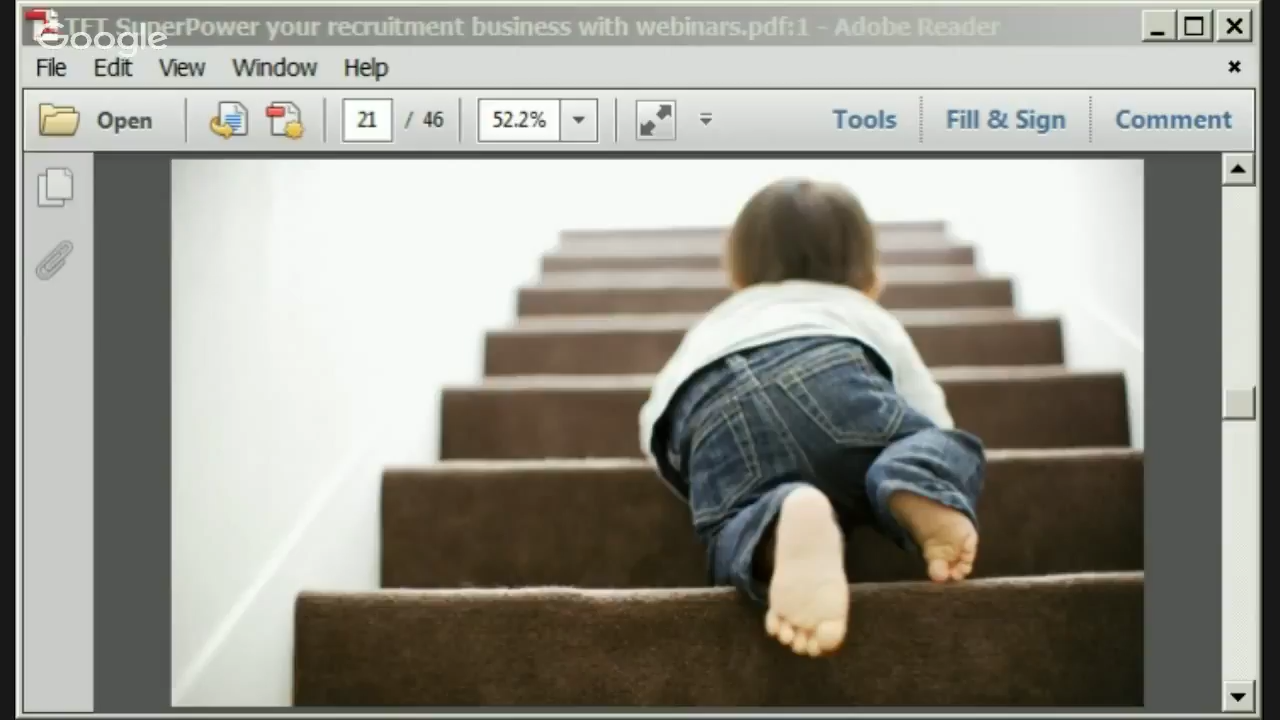 TFT SuperPower your recruitment business with webinars.pdf:1 - Adobe Reader
Google
File Edit View Window Help
Open 21 / 46 52.2% Tools Fill & Sign Comment